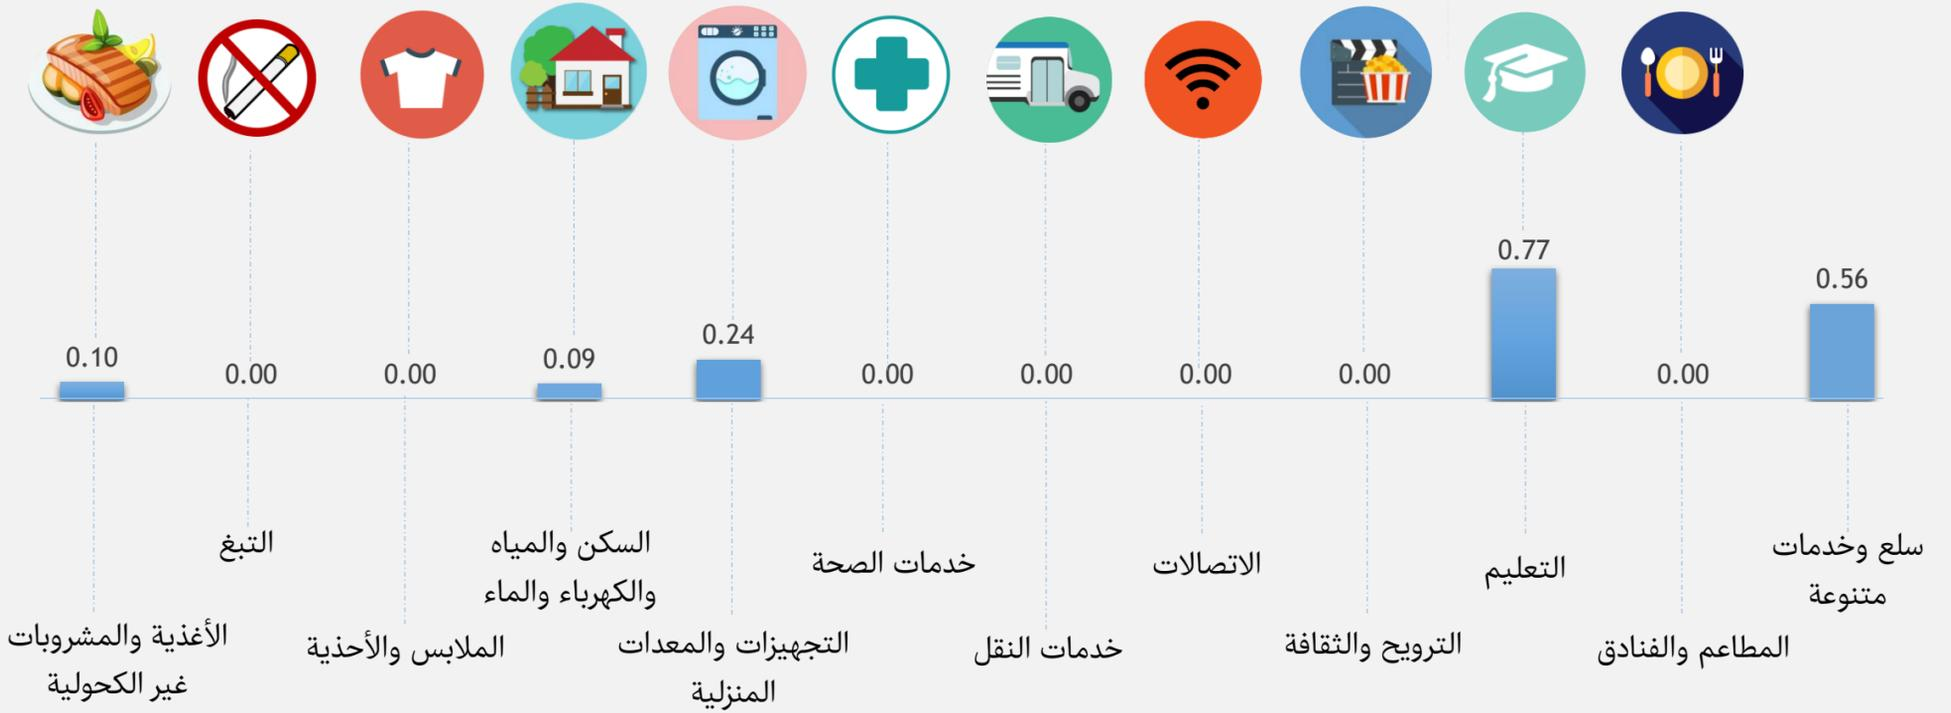 0.10
0.00
0.00
0.09
0.24
0.00
0.00
0.00
0.00
0.77
0.00
0.56
الأغذية والمشروبات
غير الكحولية
التبغ
الملابس والأحذية
السكن والمياه
والكهرباء والماء
التجهيزات والمعدات
المنزلية
خدمات الصحة
خدمات النقل
الاتصالات
الترويح والثقافة
التعليم
المطاعم والفنادق
سلع وخدمات
متنوعة